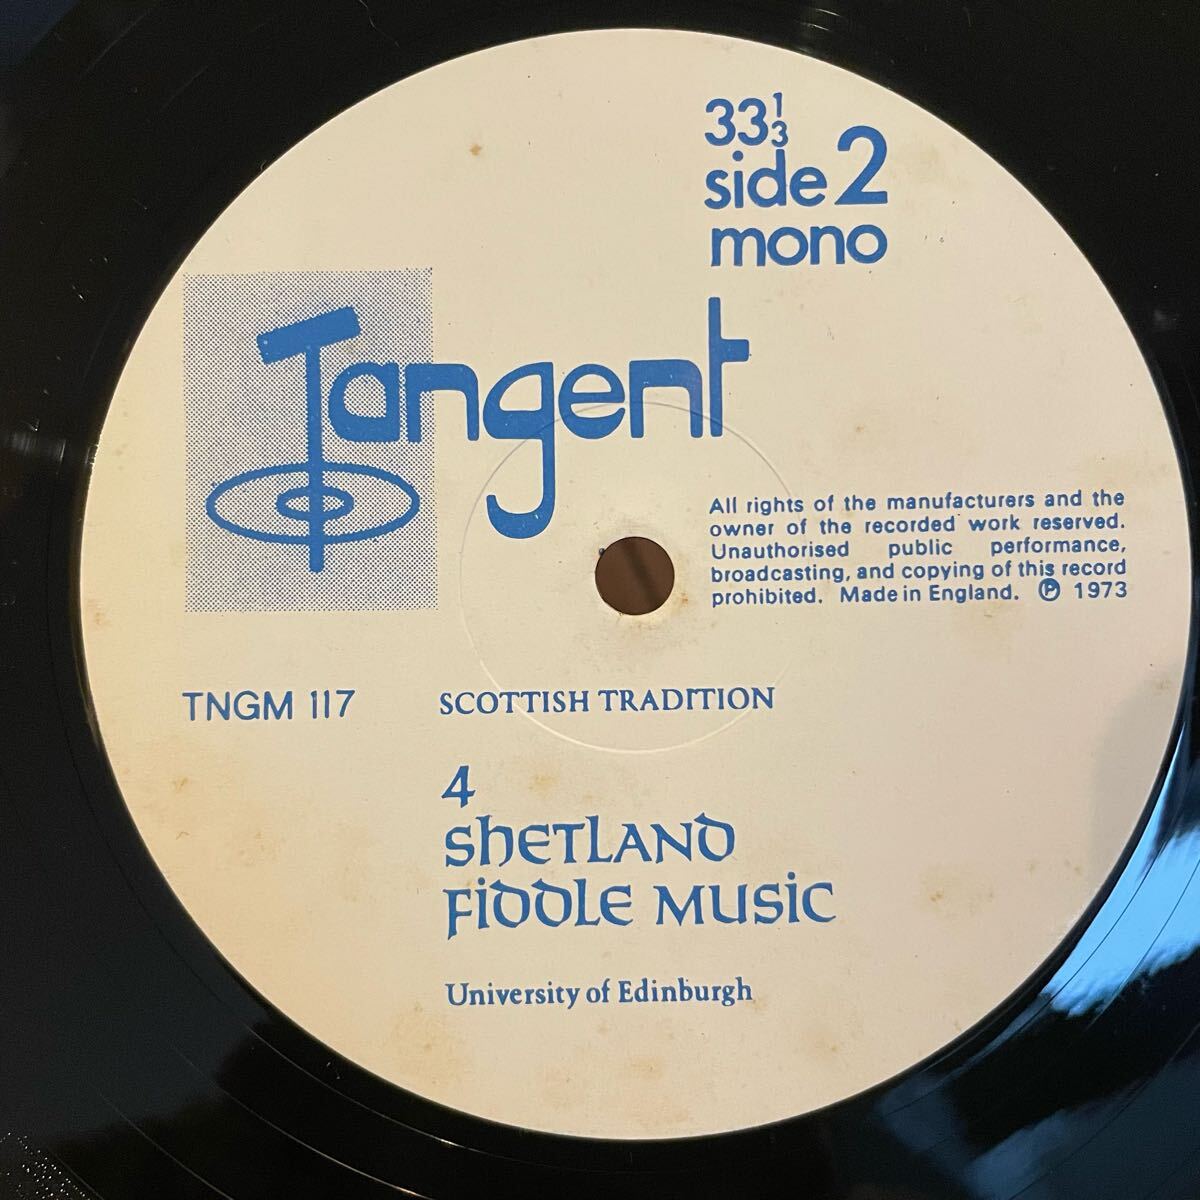 33 1/3
side 2
mono
Tangent
All rights of the manufacturers and the
owner of the recorded work reserved.
Unauthorised public performance,
broadcasting, and copying of this record
prohibited. Made in England. ℗ 1973
TNGM 117 SCOTTISH TRADITION
4
SHETLAND
FIDDLE MUSIC
University of Edinburgh